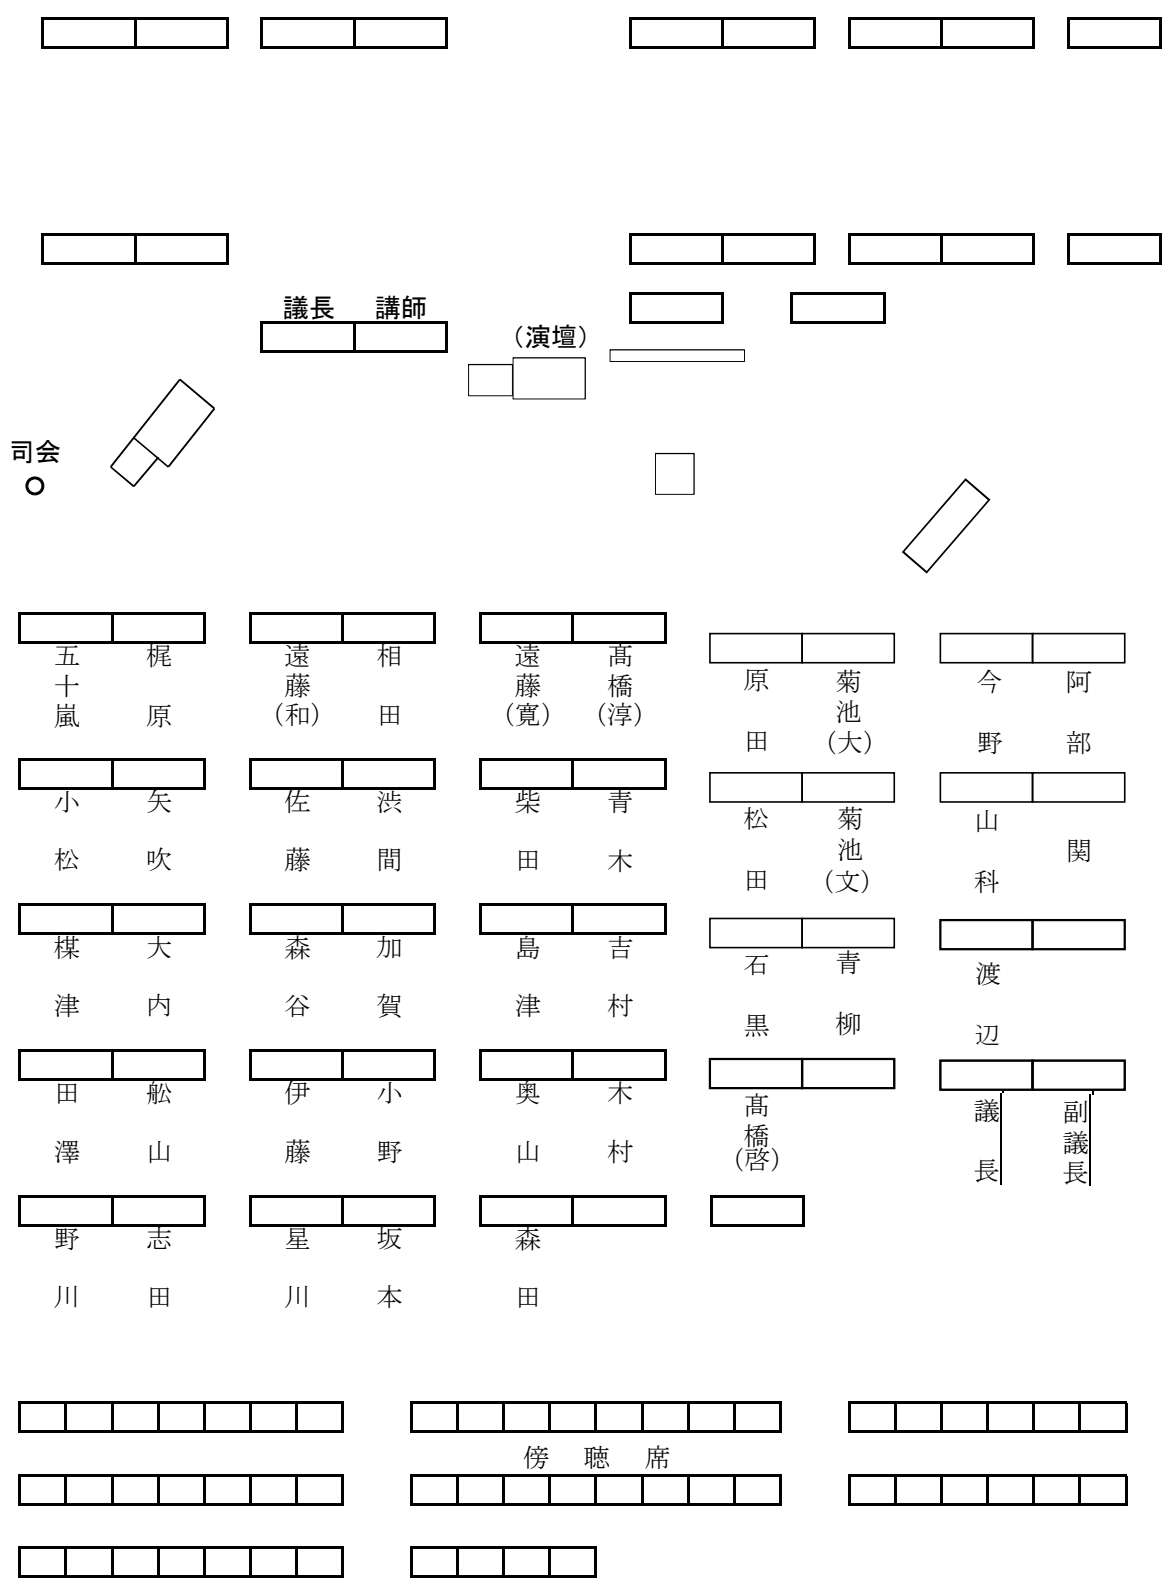 議長 講師
（演壇）
司会
五十嵐 梶原 遠藤（和） 相田 遠藤（寛） 髙橋（淳） 原田 菊池（大） 今野 阿部
小松 矢吹 佐藤 渋間 柴田 青木 松田 菊池（文） 山科 関
楳津 大内 森谷 加賀 島津 吉村 石黒 青柳 渡辺
田澤 舩山 伊藤 小野 奥山 木村 髙橋（啓） 議長 副議長
野川 志田 星川 坂本 森田
傍聴席